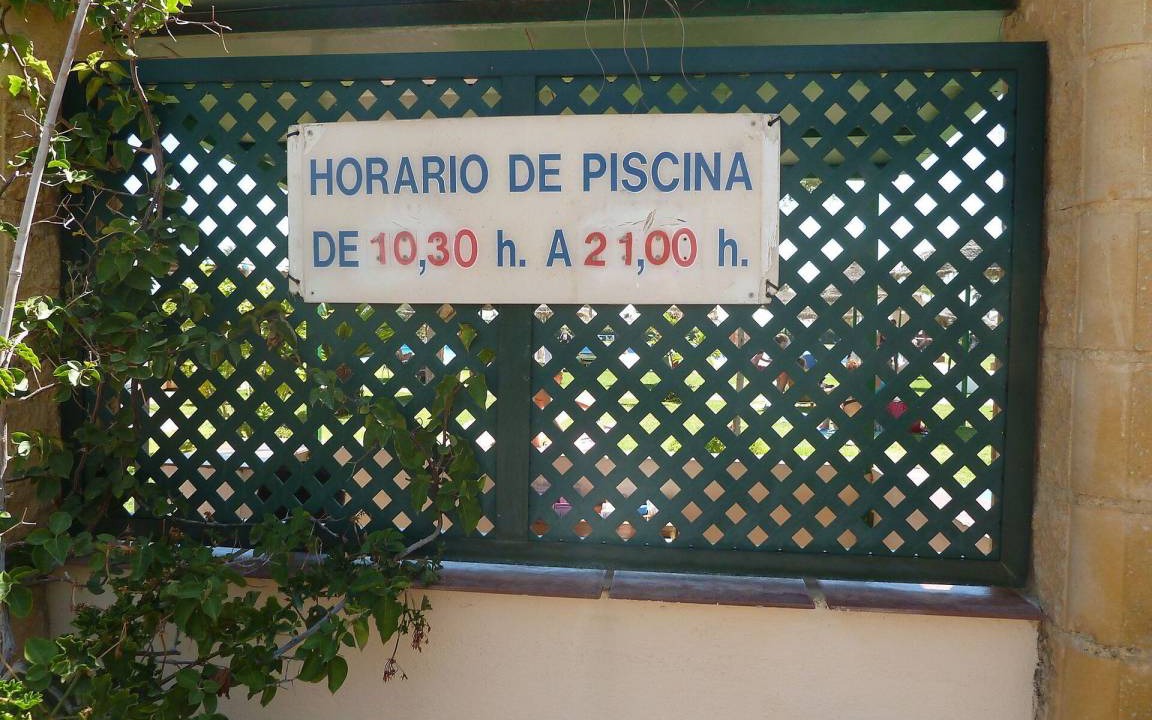 HORARIO DE PISCINA
DE 10,30 h. A 21,00 h.